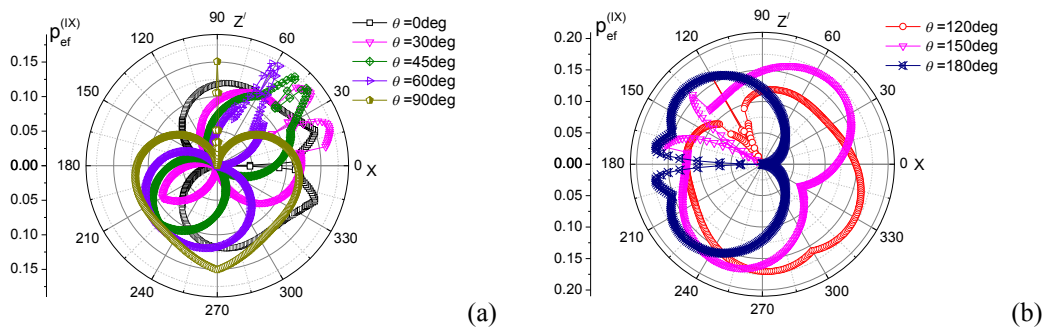 p_ef^(IX)
0.15
0.10
0.05
0.00
0.05
0.10
0.15
90
Z/
60
30
0
X
330
300
270
240
210
180
150
120
θ =0deg
θ =30deg
θ =45deg
θ =60deg
θ =90deg
(a)
p_ef^(IX)
0.20
0.15
0.10
0.05
0.00
0.05
0.10
0.15
0.20
90
Z/
60
30
0
X
330
300
270
240
210
180
150
120
θ =120deg
θ =150deg
θ =180deg
(b)